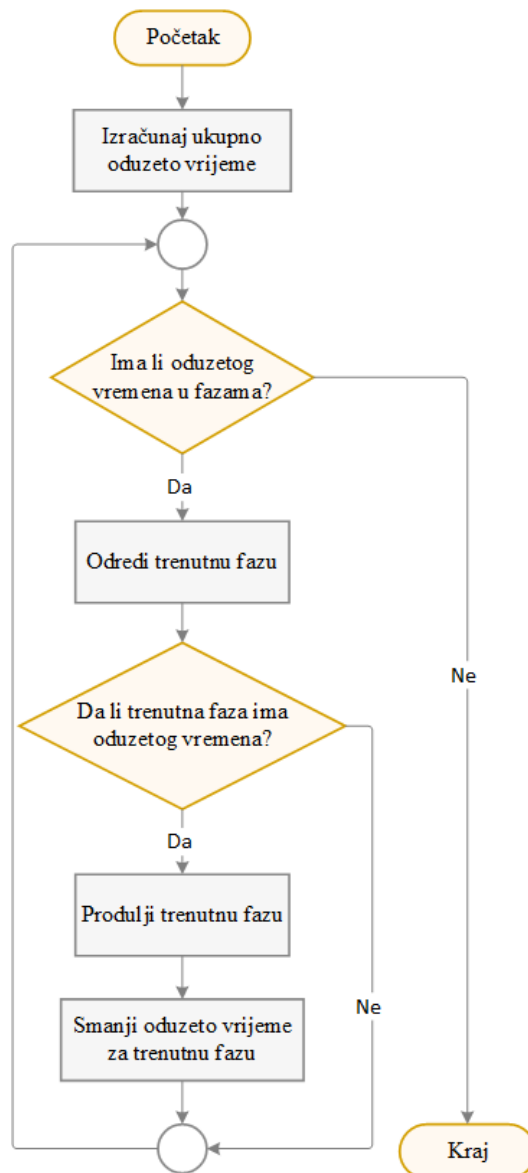 Početak
Izračunaj ukupno
oduzeto vrijeme
Ima li oduzetog
vremena u fazama?
Da
Odredi trenutnu fazu
Ne
Da li trenutna faza ima
oduzetog vremena?
Da
Produlji trenutnu fazu
Ne
Smanji oduzeto vrijeme
za trenutnu fazu
Kraj